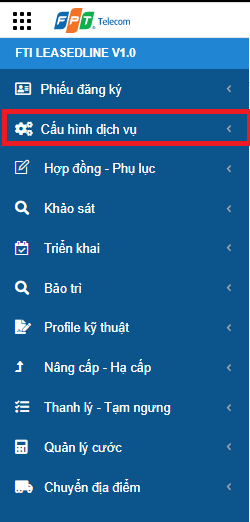 FPT Telecom
FTI LEASEDLINE V1.0
Phiếu đăng ký
Cấu hình dịch vụ
Hợp đồng - Phụ lục
Khảo sát
Triển khai
Bảo trì
Profile kỹ thuật
Nâng cấp - Hạ cấp
Thanh lý - Tạm ngưng
Quản lý cước
Chuyển địa điểm